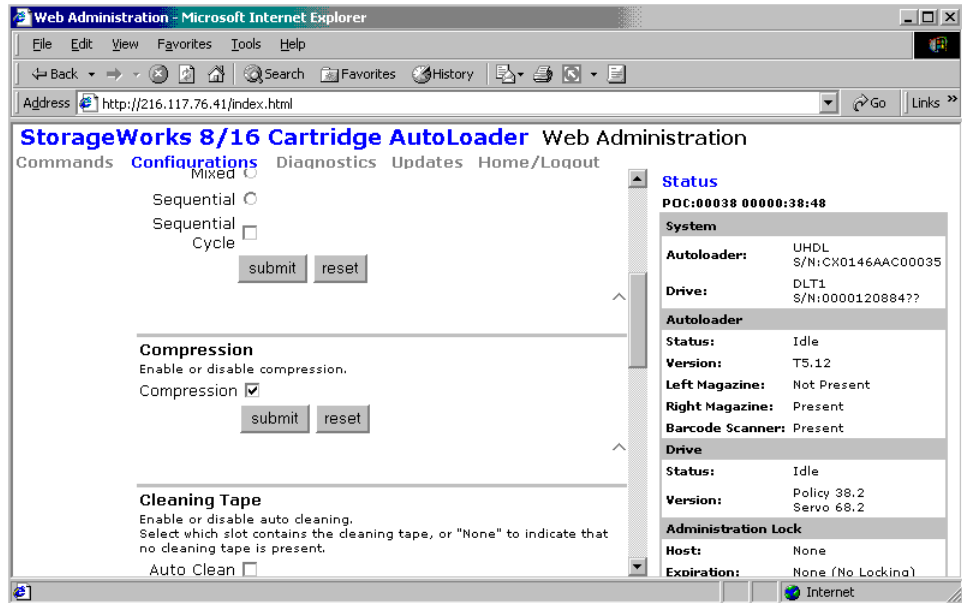 Web Administration - Microsoft Internet Explorer
File Edit View Favorites Tools Help
Back Search Favorites History
Address http://216.117.76.41/index.html Go Links »
StorageWorks 8/16 Cartridge AutoLoader Web Administration
Commands Configurations Diagnostics Updates Home/Logout
Mixed
Sequential
Sequential
Cycle
submit reset
Compression
Enable or disable compression.
Compression
submit reset
Cleaning Tape
Enable or disable auto cleaning.
Select which slot contains the cleaning tape, or "None" to indicate that
no cleaning tape is present.
Auto Clean
Status
POC:00038 00000:38:48
System
Autoloader: UHDL
S/N:CX0146AAC00035
Drive: DLT1
S/N:0000120884??
Autoloader
Status: Idle
Version: T5.12
Left Magazine: Not Present
Right Magazine: Present
Barcode Scanner: Present
Drive
Status: Idle
Version: Policy 38.2
Servo 68.2
Administration Lock
Host: None
Expiration: None (No Locking)
Internet